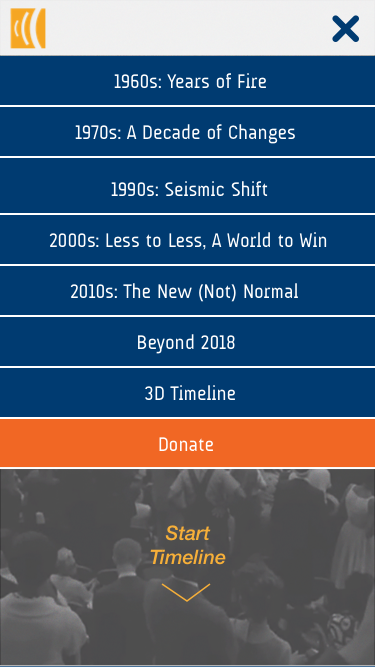 1960s: Years of Fire
1970s: A Decade of Changes
1990s: Seismic Shift
2000s: Less to Less, A World to Win
2010s: The New (Not) Normal
Beyond 2018
3D Timeline
Donate
Start
Timeline